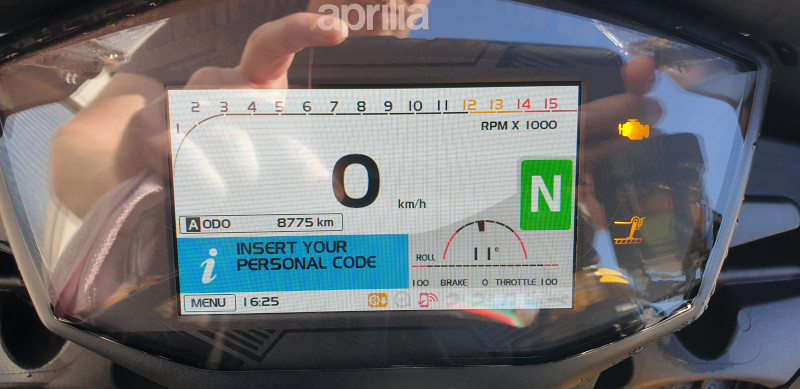 aprilia
1 2 3 4 5 6 7 8 9 10 11 12 13 14 15
RPM X 1000
0 km/h
N
A ODO 8775 km
i INSERT YOUR
PERSONAL CODE
ROLL 11°
100 BRAKE 0 THROTTLE 100
MENU 16:25